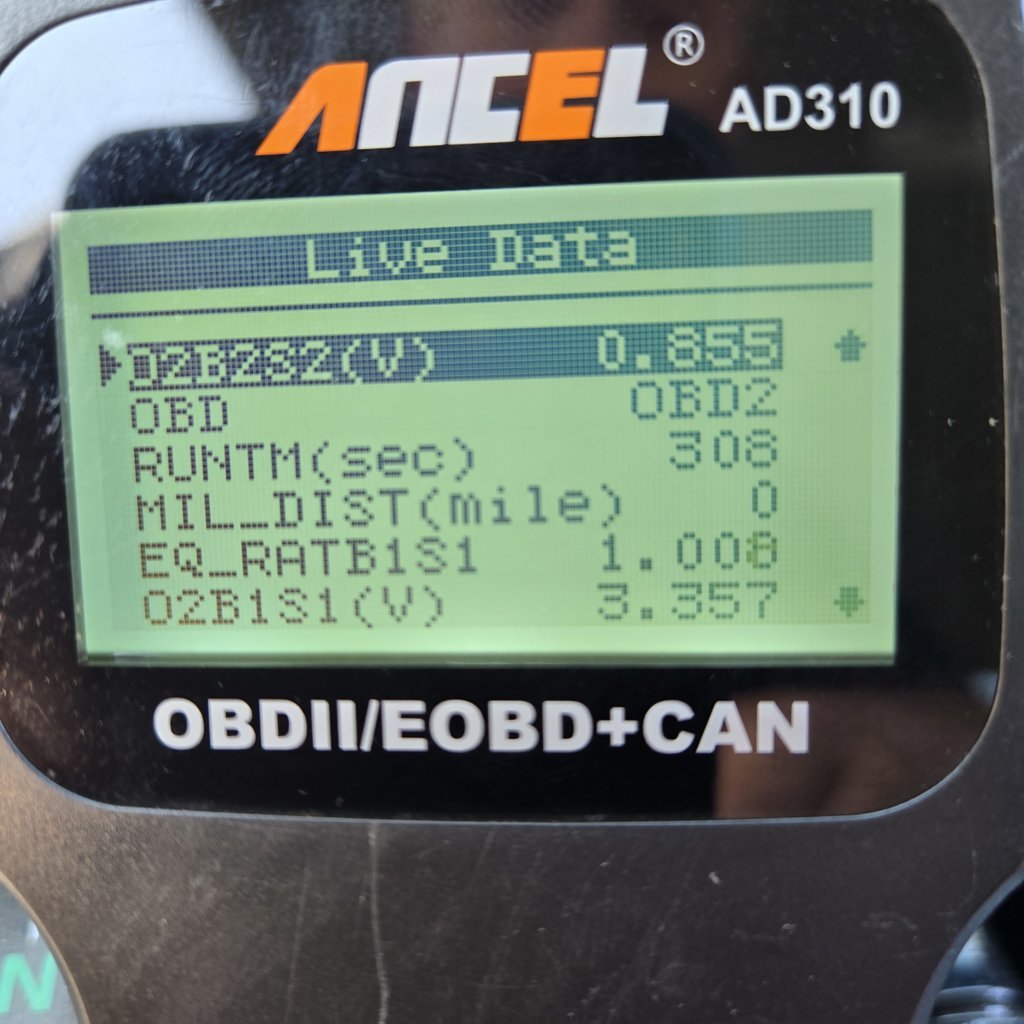 ANCEL® AD310
Live Data
O2B2S2(V) 0.855
OBD OBD2
RUNTM(sec) 308
MIL_DIST(mile) 0
EQ_RATB1S1 1.008
O2B1S1(V) 3.357
OBDII/EOBD+CAN
N